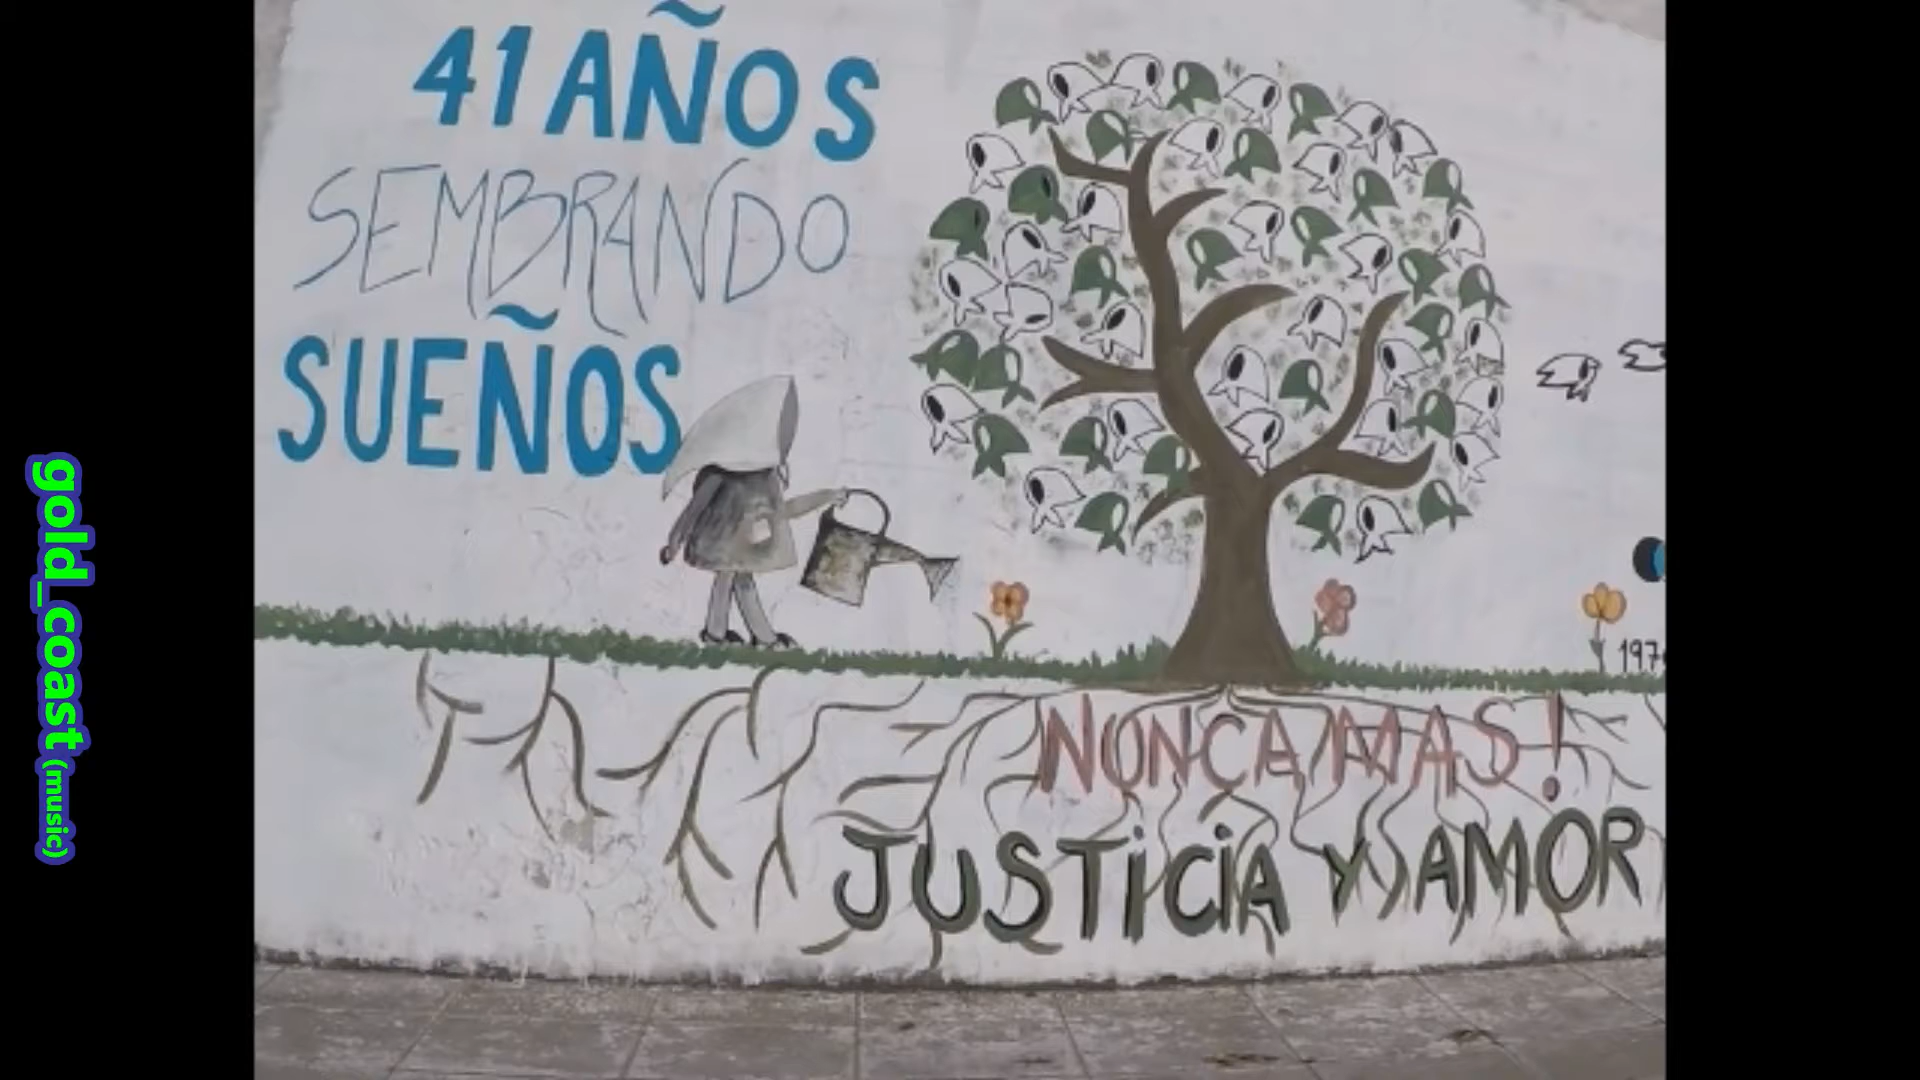 41 AÑOS
SEMBRANDO
SUEÑOS
NUNCA MAS!
JUSTiCiA Y AMOR
gold_coast (music)